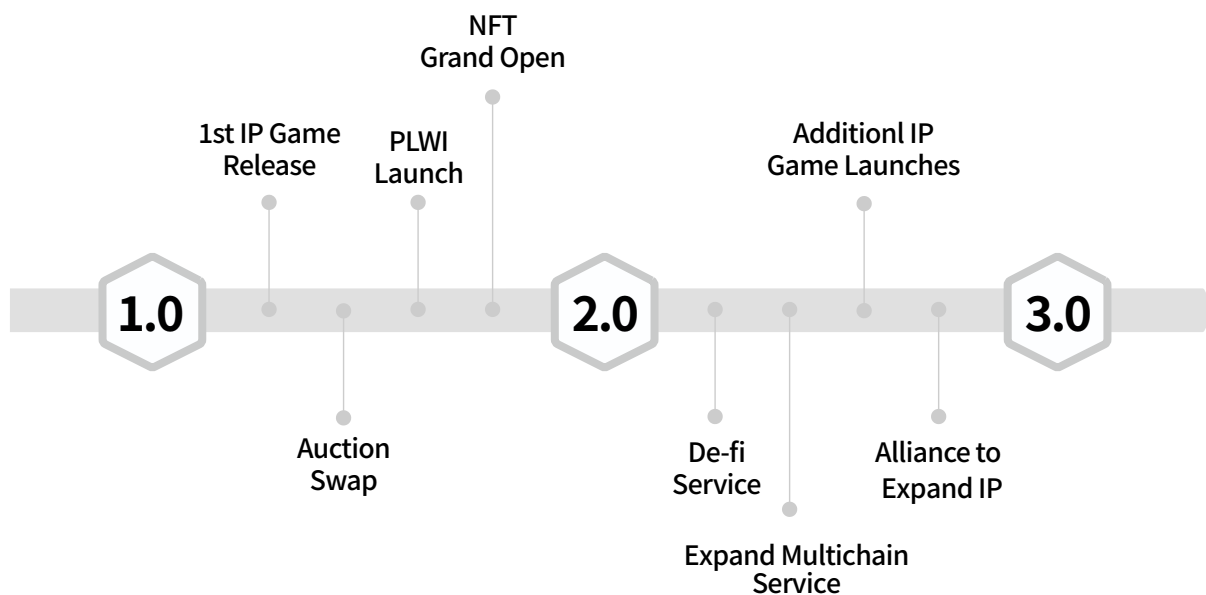 NFT
Grand Open
1st IP Game
Release
PLWI
Launch
Additionl IP
Game Launches
1.0
2.0
3.0
Auction
Swap
De-fi
Service
Alliance to
Expand IP
Expand Multichain
Service